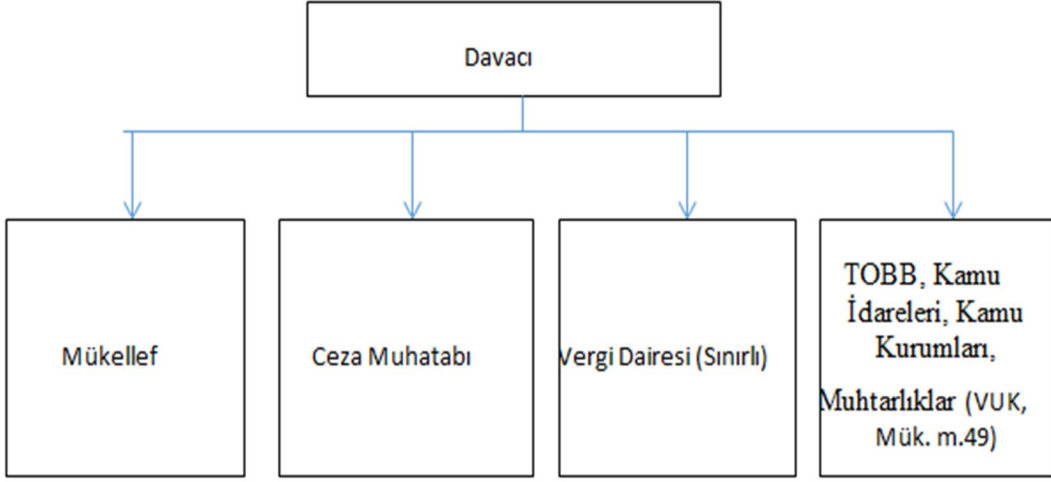 Davacı
Mükellef
Ceza Muhatabı
Vergi Dairesi (Sınırlı)
TOBB, Kamu
İdareleri, Kamu
Kurumları,
Muhtarlıklar (VUK,
Mük. m.49)